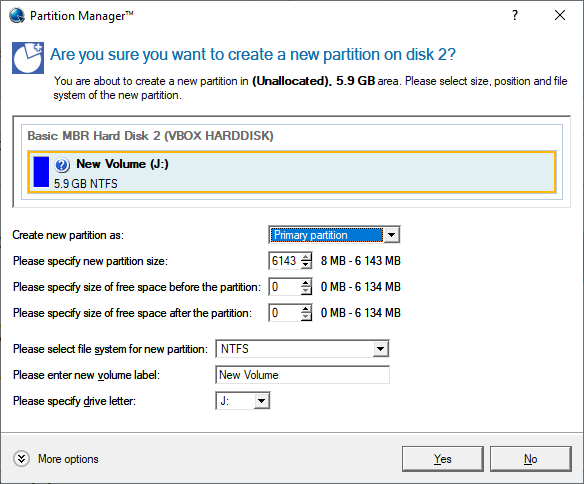 Partition Manager™
Are you sure you want to create a new partition on disk 2?
You are about to create a new partition in (Unallocated), 5.9 GB area. Please select size, position and file
system of the new partition.
Basic MBR Hard Disk 2 (VBOX HARDDISK)
New Volume (J:)
5.9 GB NTFS
Create new partition as: Primary partition
Please specify new partition size: 6143 8 MB - 6 143 MB
Please specify size of free space before the partition: 0 0 MB - 6 134 MB
Please specify size of free space after the partition: 0 0 MB - 6 134 MB
Please select file system for new partition: NTFS
Please enter new volume label: New Volume
Please specify drive letter: J:
More options Yes No